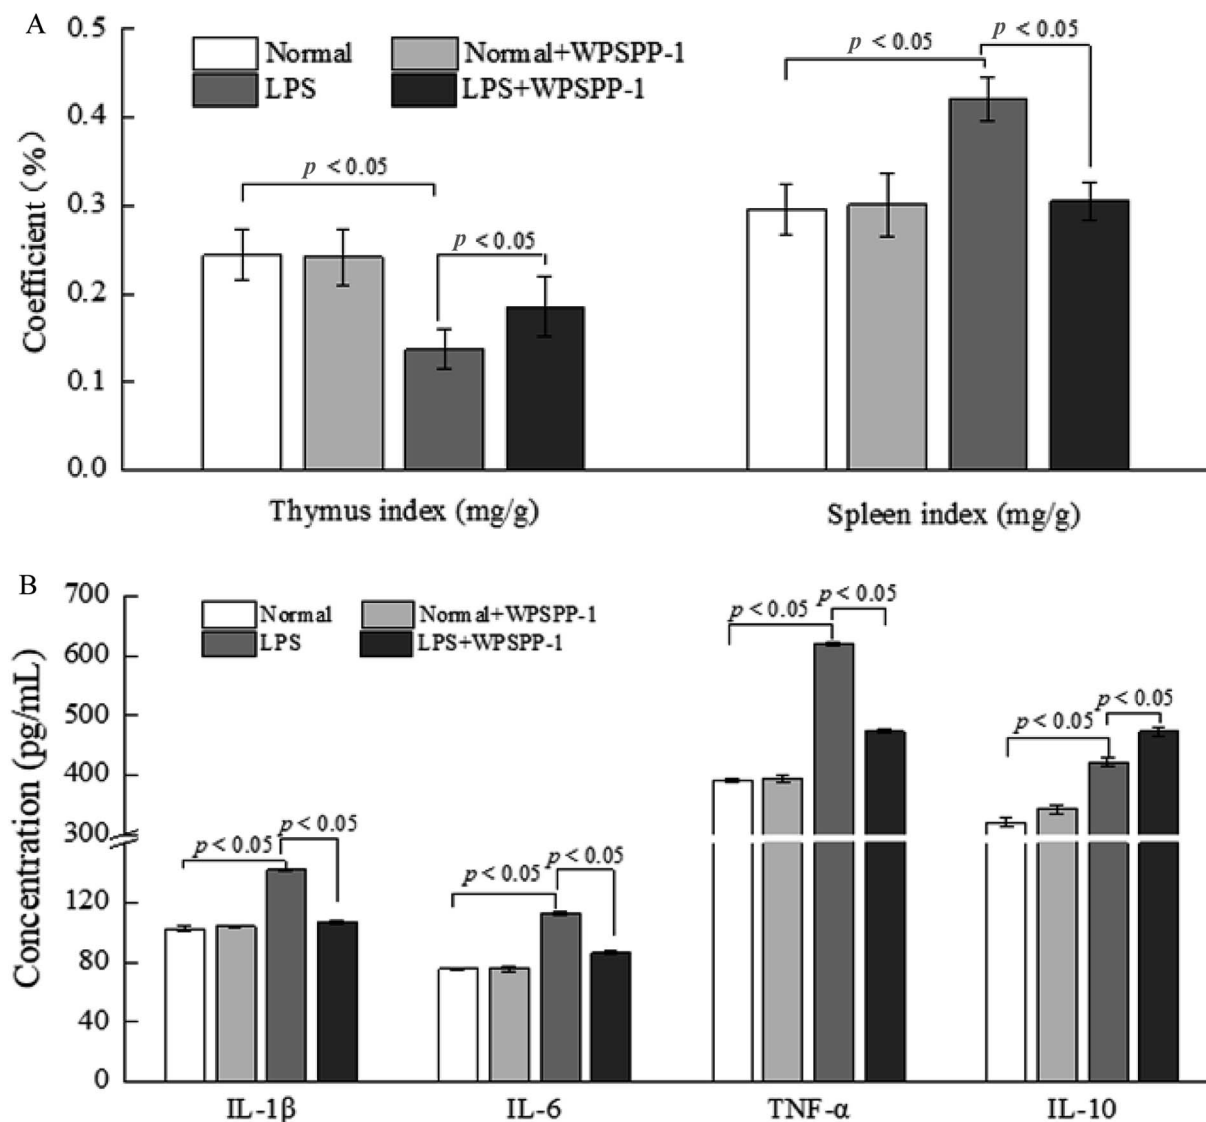 A
0.5
0.4
0.3
0.2
0.1
0.0
Coefficient (%)
Normal
Normal+WPSPP-1
LPS
LPS+WPSPP-1
p < 0.05
p < 0.05
p < 0.05
p < 0.05
Thymus index (mg/g)
Spleen index (mg/g)
B
700
600
500
400
300
120
80
40
0
Concentration (pg/mL)
Normal
Normal+WPSPP-1
LPS
LPS+WPSPP-1
p < 0.05
p < 0.05
p < 0.05
p < 0.05
p < 0.05
p < 0.05
p < 0.05
p < 0.05
IL-1β
IL-6
TNF-α
IL-10